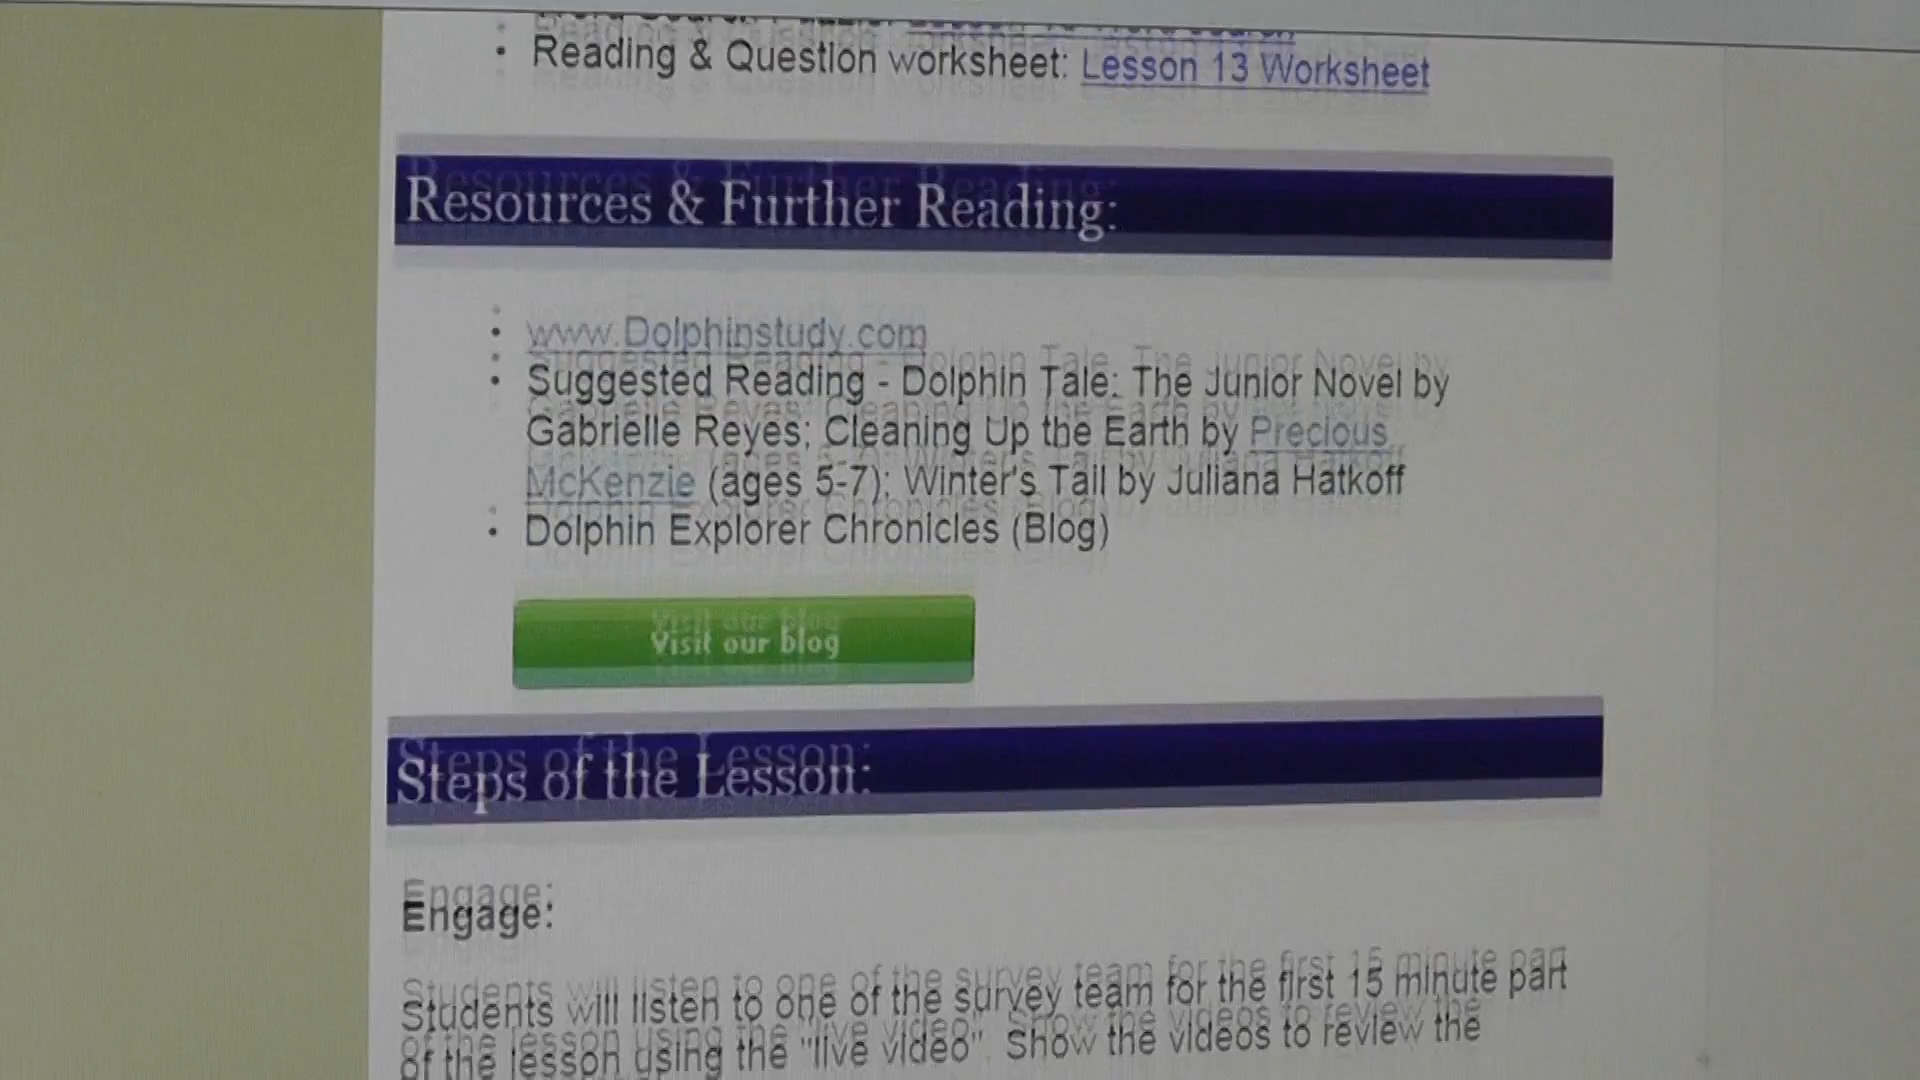 Reading & Question worksheet: Lesson 13 Worksheet
Resources & Further Reading:
www.Dolphinstudy.com
Suggested Reading - Dolphin Tale: The Junior Novel by
Gabrielle Reyes; Cleaning Up the Earth by Precious
McKenzie (ages 5-7); Winter's Tail by Juliana Hatkoff
Dolphin Explorer Chronicles (Blog)
Visit our blog
Steps of the Lesson:
Engage:
Students will listen to one of the survey team for the first 15 minute part
of the lesson using the "live video". Show the videos to review the